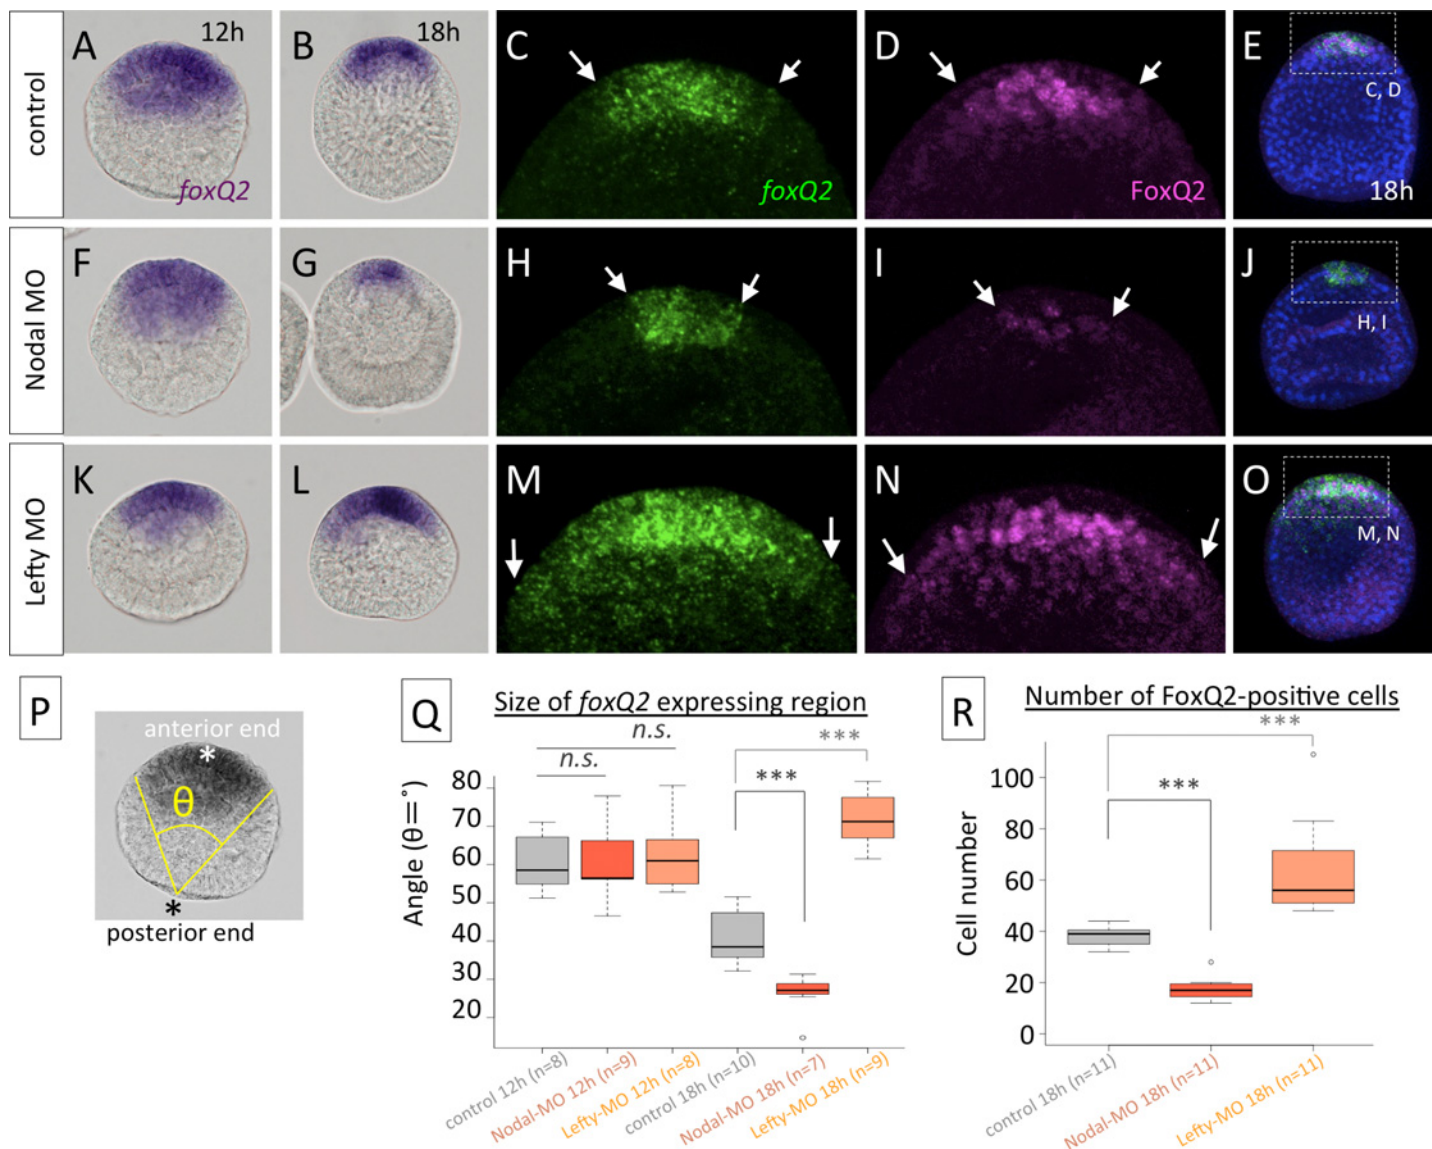 control
A
12h
foxQ2
B
18h
C
foxQ2
D
FoxQ2
E
C, D
18h
Nodal MO
F
G
H
I
J
H, I
Lefty MO
K
L
M
N
O
M, N
P
anterior end
*
θ
*
posterior end
Q
Size of foxQ2 expressing region
n.s.
n.s.
***
***
Angle (θ=°)
80
70
60
50
40
30
20
control 12h (n=8)
Nodal-MO 12h (n=9)
Lefty-MO 12h (n=8)
control 18h (n=10)
Nodal-MO 18h (n=7)
Lefty-MO 18h (n=9)
R
Number of FoxQ2-positive cells
***
***
Cell number
100
80
60
40
20
0
control 18h (n=11)
Nodal-MO 18h (n=11)
Lefty-MO 18h (n=11)